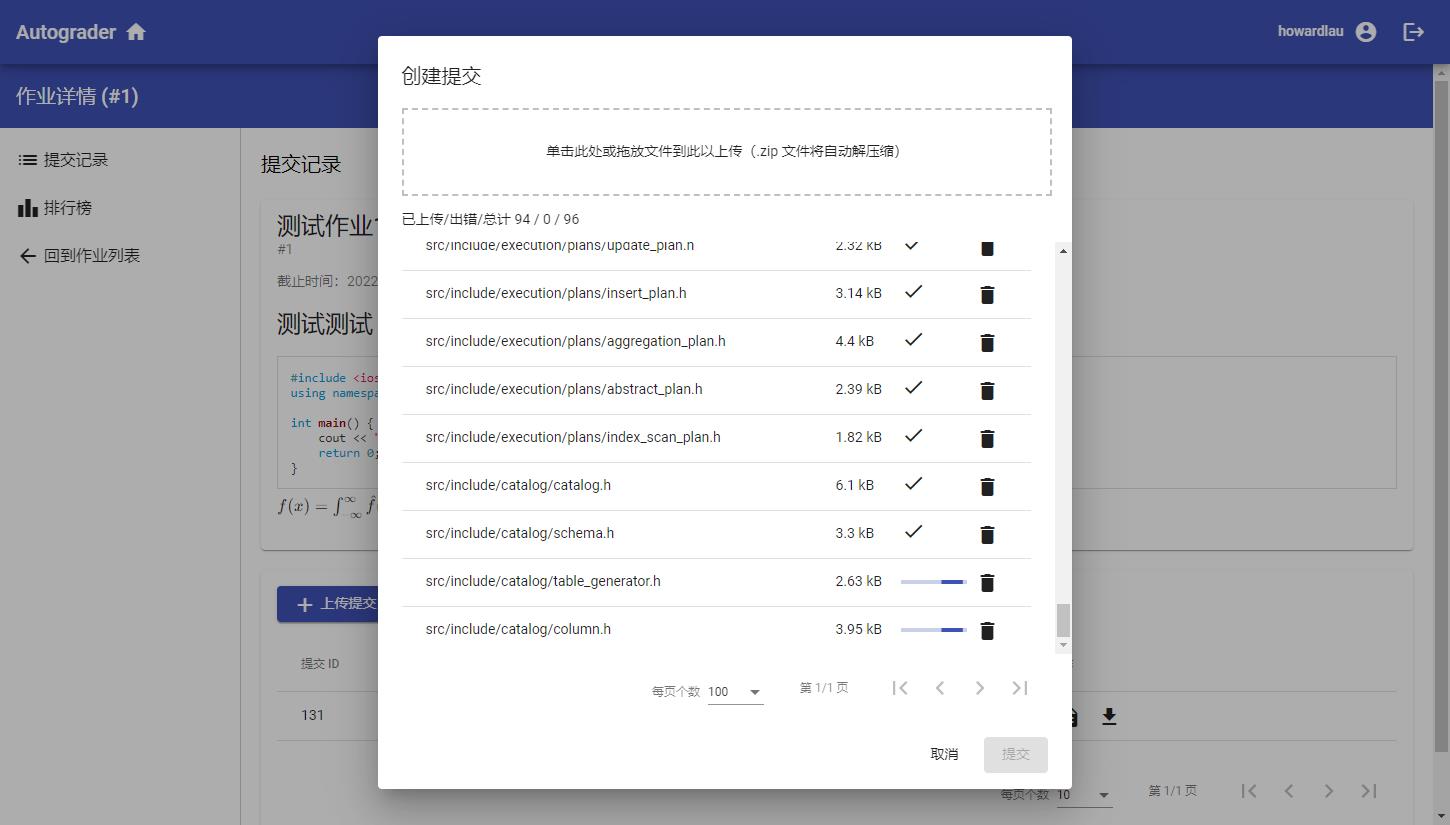 Autograder
howardlau
作业详情 (#1)
提交记录
排行榜
回到作业列表
提交记录
测试作业
#1
截止时间：2022
测试测试
#include <ios
using namespa
int main() {
cout <<
return 0;
}
上传提交
提交 ID
131
每页个数 10
第 1/1 页
创建提交
单击此处或拖放文件到此以上传（.zip 文件将自动解压缩）
已上传/出错/总计 94 / 0 / 96
src/include/execution/plans/update_plan.h 2.32 kB
src/include/execution/plans/insert_plan.h 3.14 kB
src/include/execution/plans/aggregation_plan.h 4.4 kB
src/include/execution/plans/abstract_plan.h 2.39 kB
src/include/execution/plans/index_scan_plan.h 1.82 kB
src/include/catalog/catalog.h 6.1 kB
src/include/catalog/schema.h 3.3 kB
src/include/catalog/table_generator.h 2.63 kB
src/include/catalog/column.h 3.95 kB
每页个数 100 第 1/1 页
取消 提交